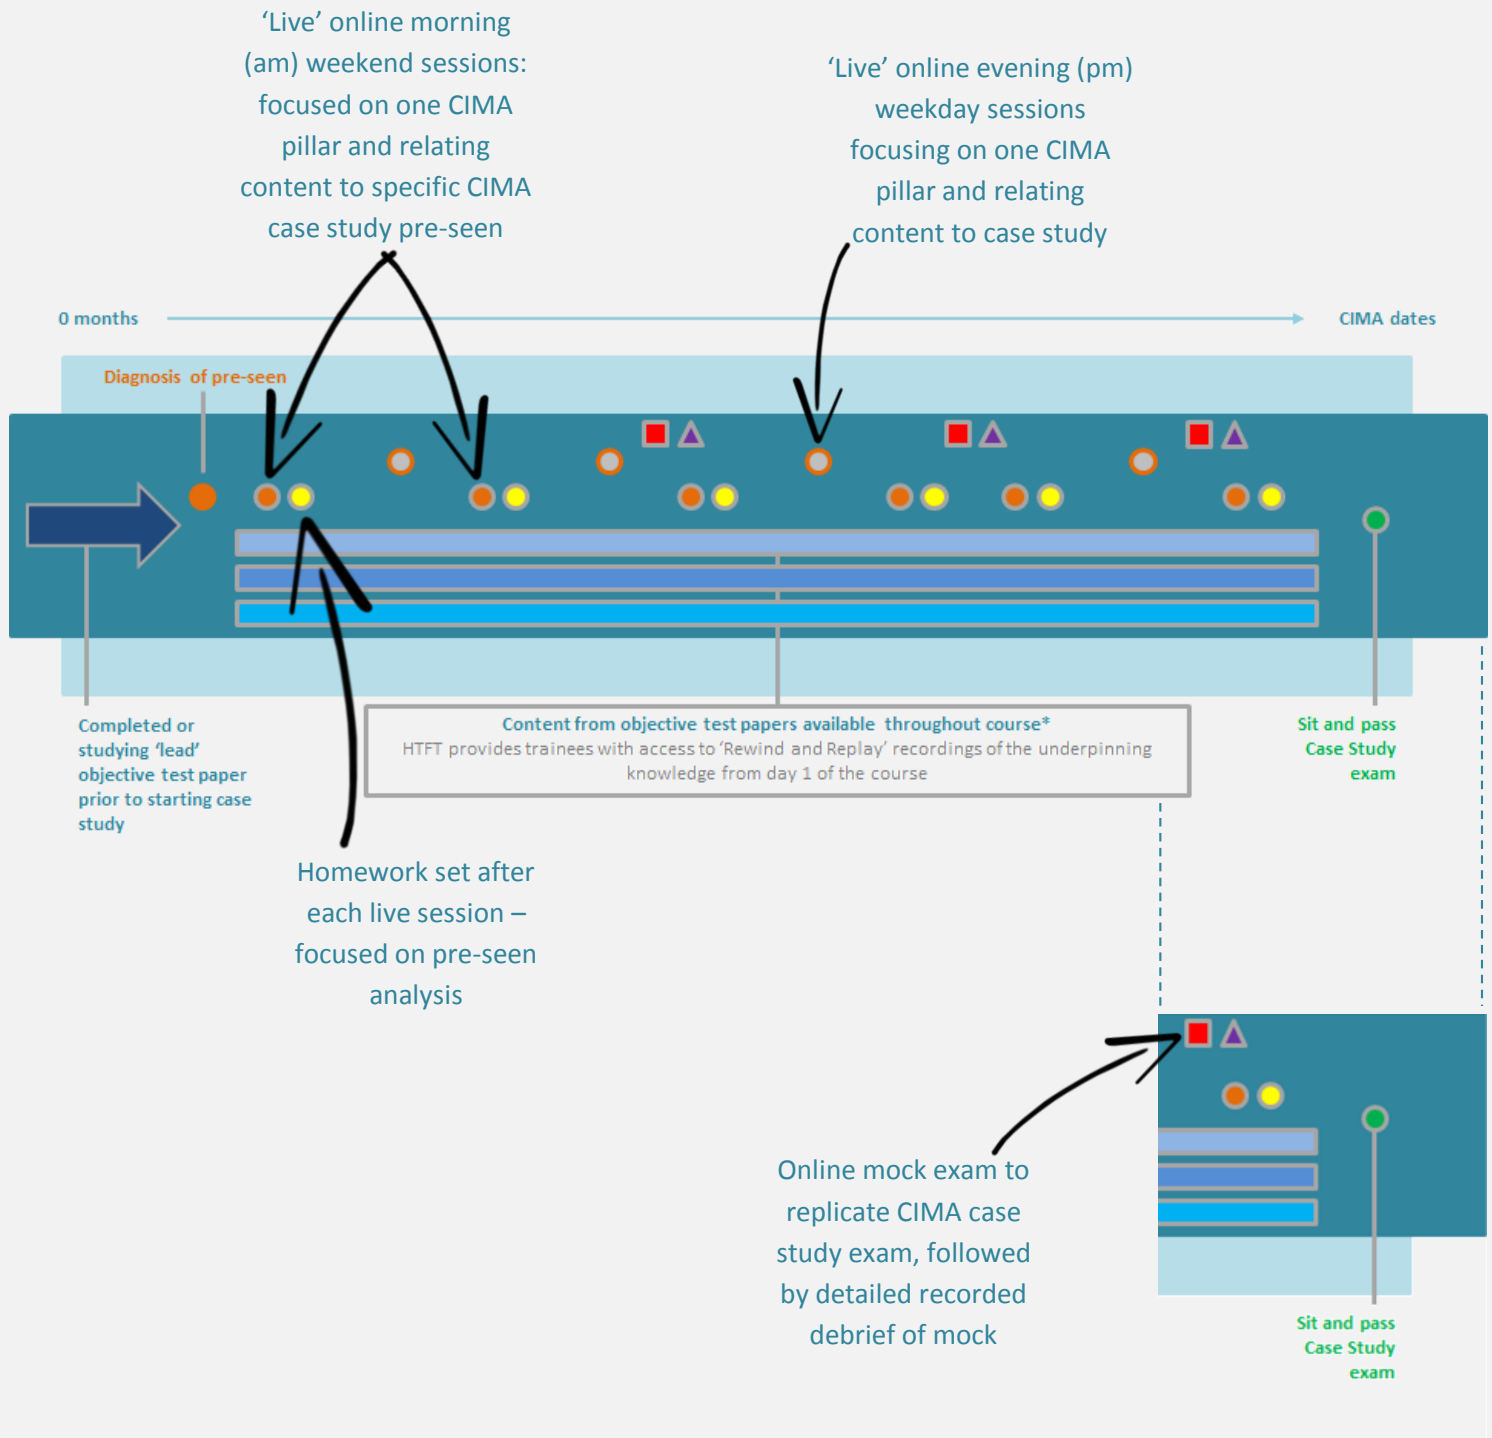 ‘Live’ online morning
(am) weekend sessions:
focused on one CIMA
pillar and relating
content to specific CIMA
case study pre-seen
‘Live’ online evening (pm)
weekday sessions
focusing on one CIMA
pillar and relating
content to case study
0 months
CIMA dates
Diagnosis of pre-seen
Completed or
studying ‘lead’
objective test paper
prior to starting case
study
Content from objective test papers available throughout course*
HTFT provides trainees with access to ‘Rewind and Replay’ recordings of the underpinning
knowledge from day 1 of the course
Sit and pass
Case Study
exam
Homework set after
each live session –
focused on pre-seen
analysis
Online mock exam to
replicate CIMA case
study exam, followed
by detailed recorded
debrief of mock
Sit and pass
Case Study
exam